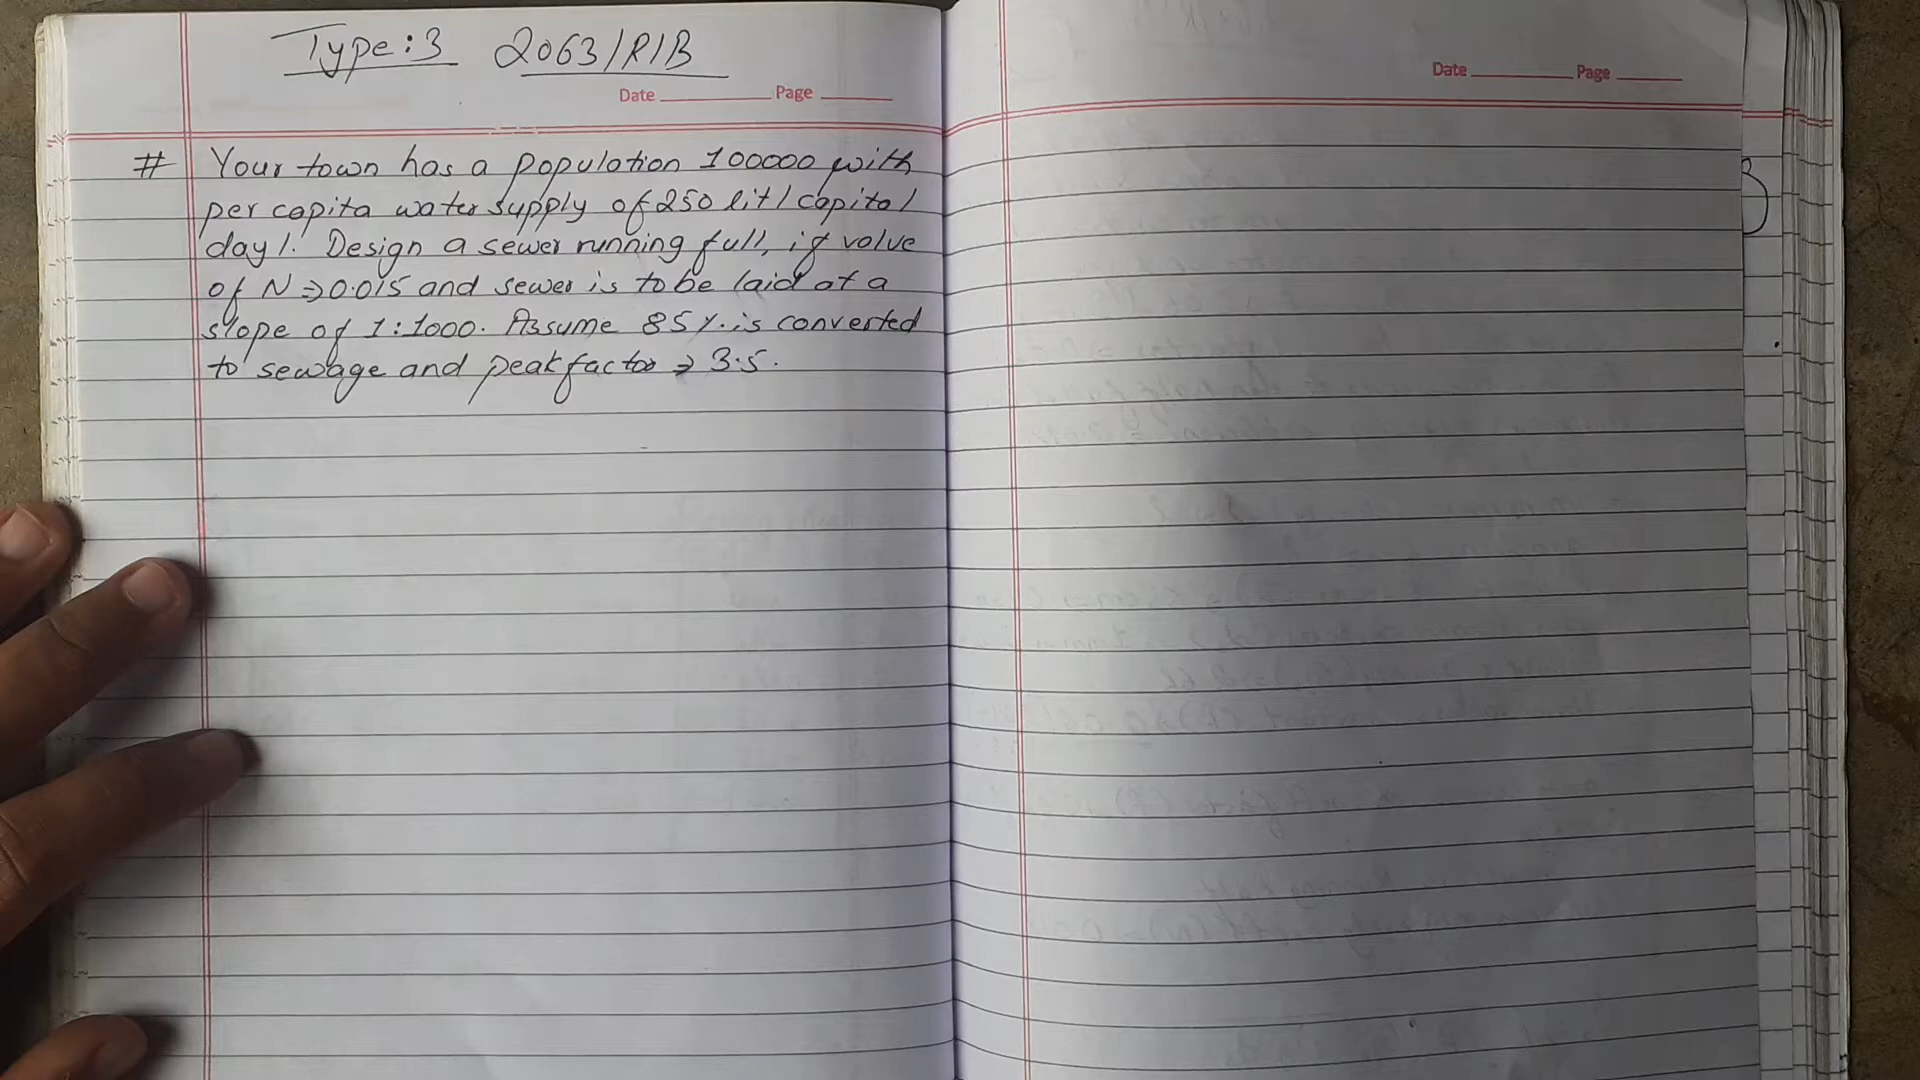 Type:3 2063/R/B
Date Page
Date Page
# Your town has a population 100000 with
per capita water supply of 250 lit/capita/
day/. Design a sewer running full, if value
of N ⇒ 0.015 and sewer is to be laid at a
slope of 1:1000. Assume 85%. is converted
to sewage and peak factor ⇒ 3.5.